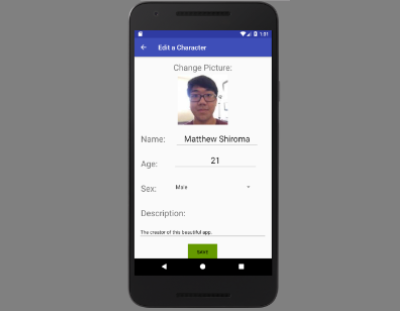 1:01
Edit a Character
Change Picture:
Name: Matthew Shiroma
Age: 21
Sex: Male
Description:
The creator of this beautiful app.
SAVE